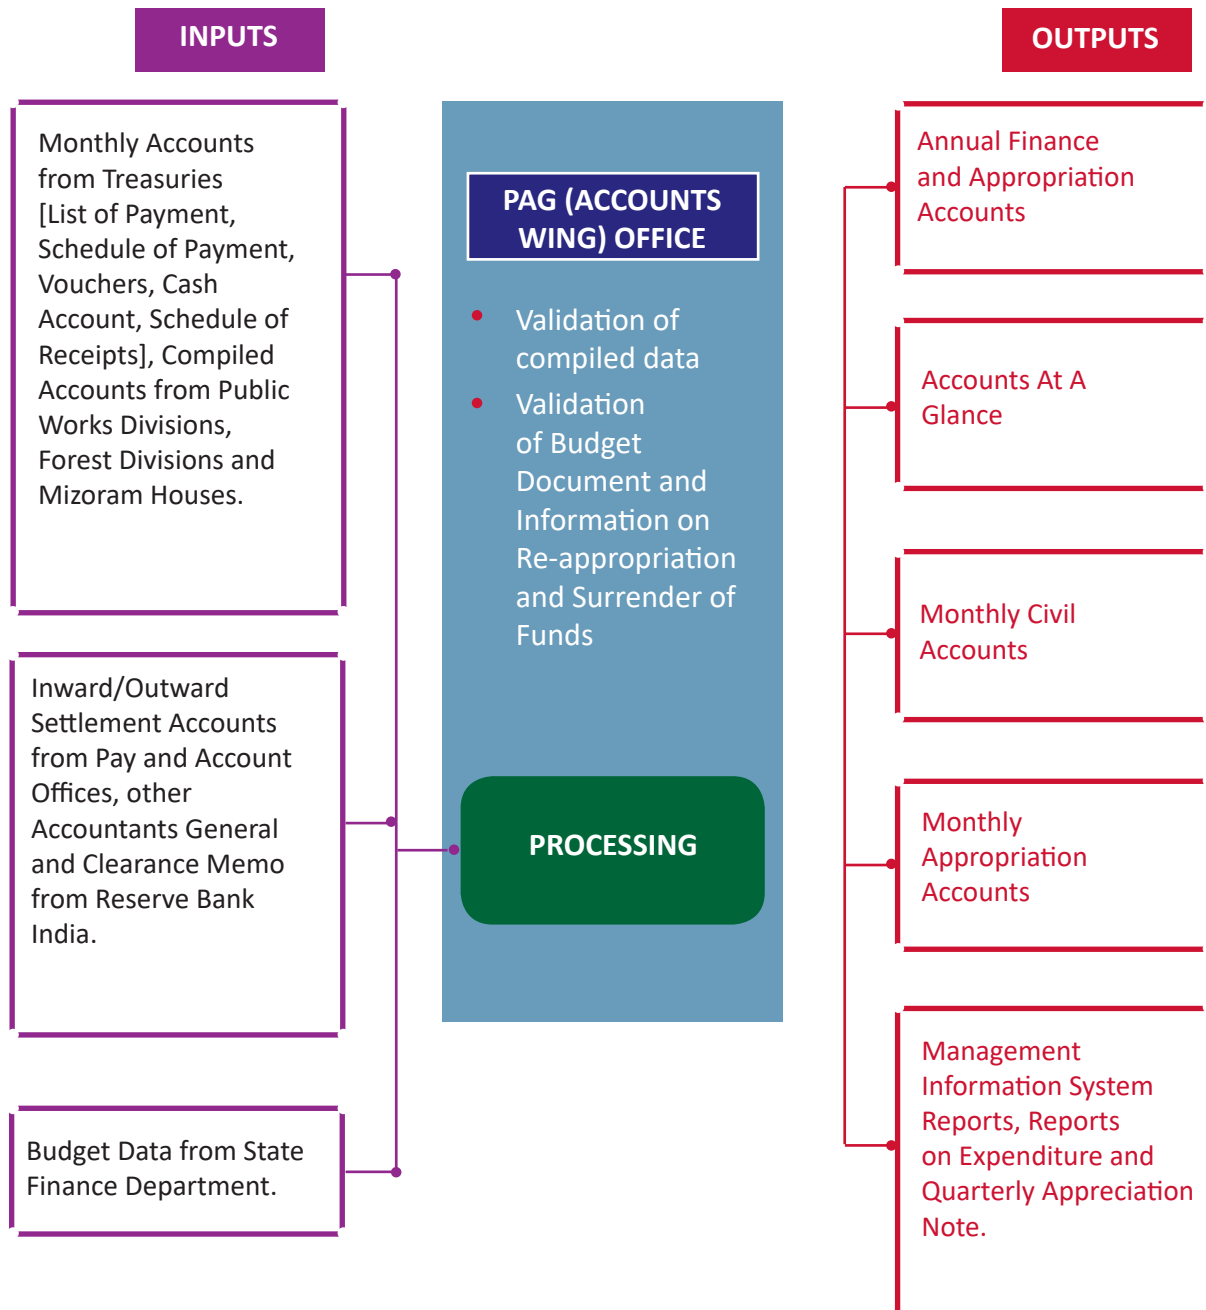 INPUTS
Monthly Accounts
from Treasuries
[List of Payment,
Schedule of Payment,
Vouchers, Cash
Account, Schedule of
Receipts], Compiled
Accounts from Public
Works Divisions,
Forest Divisions and
Mizoram Houses.
Inward/Outward
Settlement Accounts
from Pay and Account
Offices, other
Accountants General
and Clearance Memo
from Reserve Bank
India.
Budget Data from State
Finance Department.
PAG (ACCOUNTS
WING) OFFICE
• Validation of
compiled data
• Validation
of Budget
Document and
Information on
Re-appropriation
and Surrender of
Funds
PROCESSING
OUTPUTS
Annual Finance
and Appropriation
Accounts
Accounts At A
Glance
Monthly Civil
Accounts
Monthly
Appropriation
Accounts
Management
Information System
Reports, Reports
on Expenditure and
Quarterly Appreciation
Note.